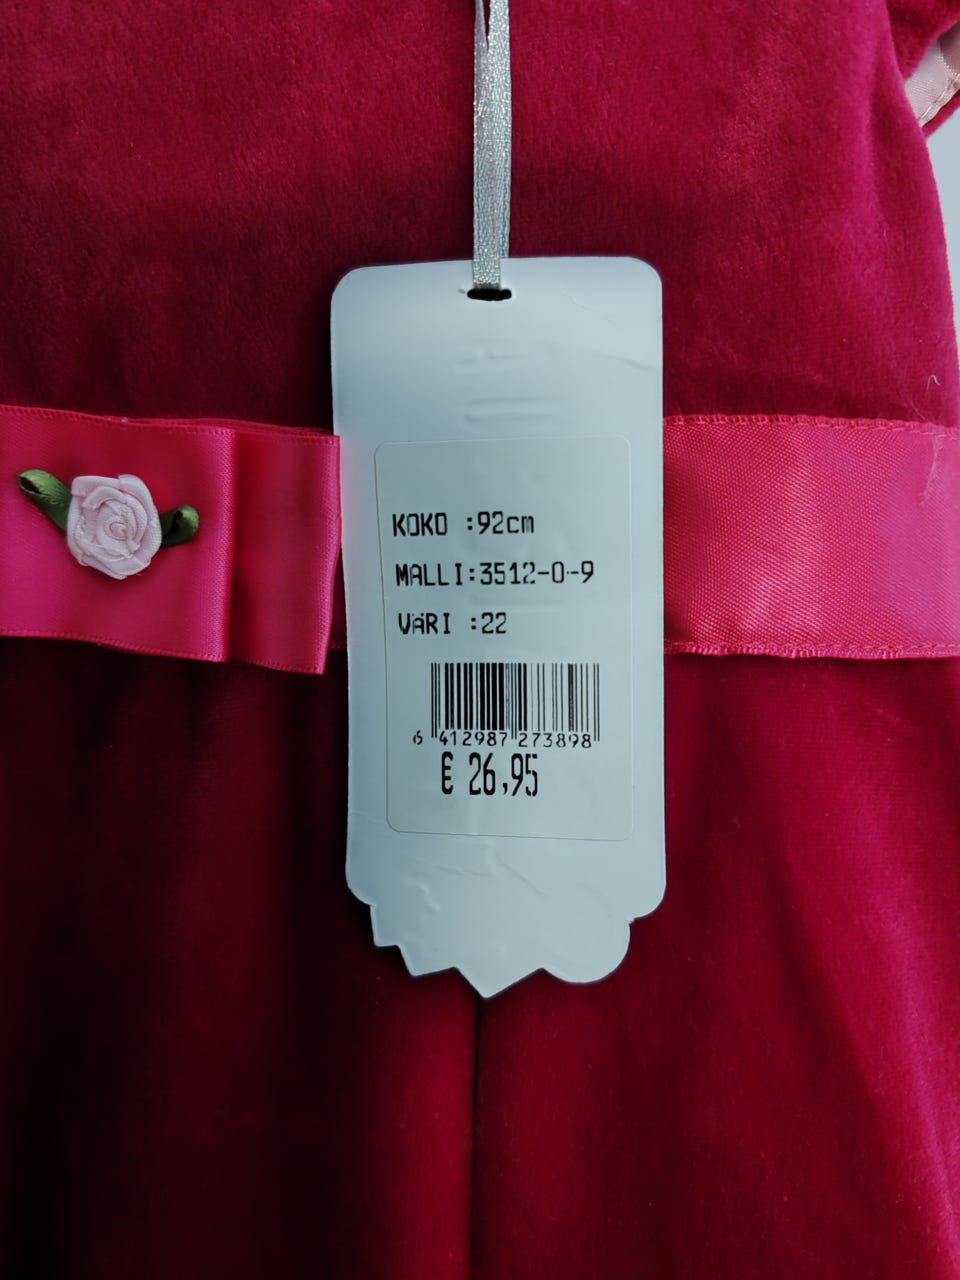 KOKO :92cm
MALLI:3512-0-9
VÄRI :22
6 412987 273898
€ 26,95